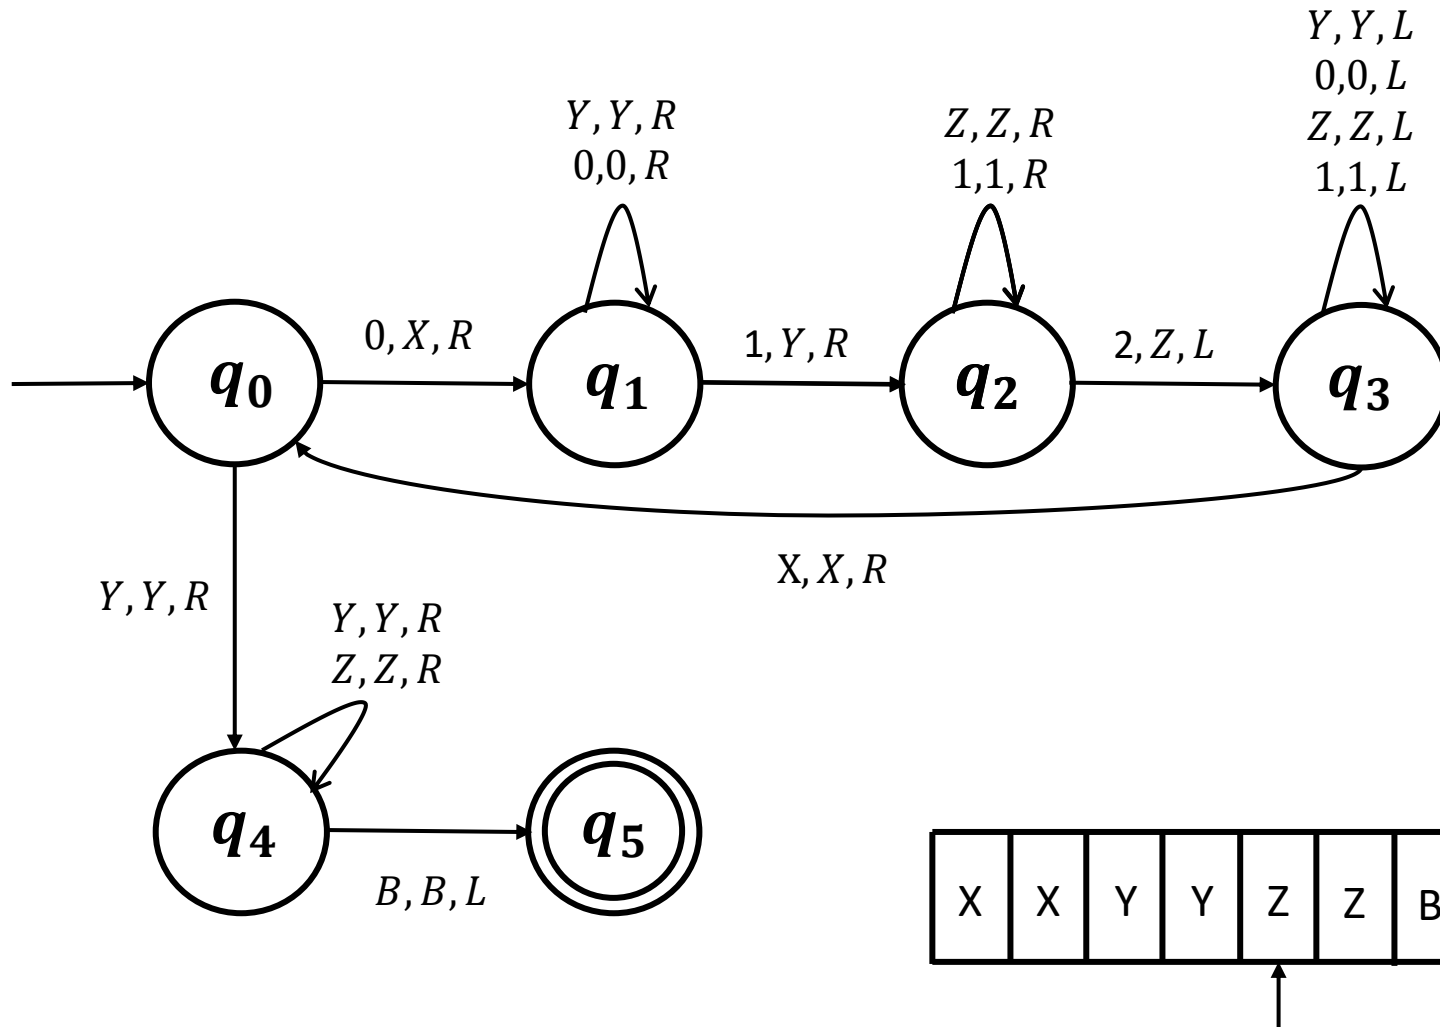 Y, Y, L
0,0, L
Z, Z, L
1,1, L
Y, Y, R
0,0, R
Z, Z, R
1,1, R
0, X, R
1, Y, R
2, Z, L
q0
q1
q2
q3
X, X, R
Y, Y, R
Y, Y, R
Z, Z, R
q4
q5
B, B, L
X X Y Y Z Z B